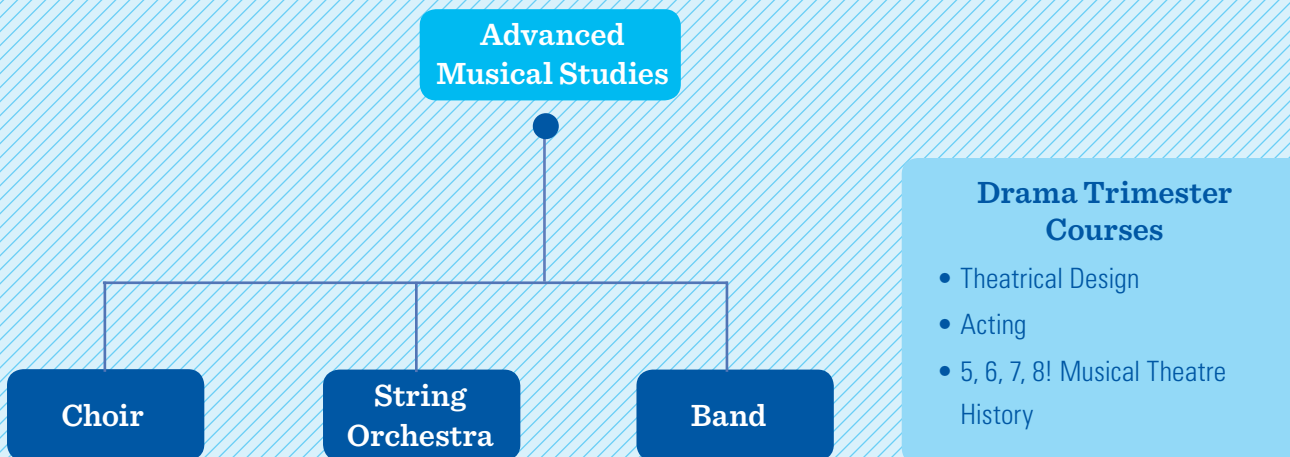 Advanced
Musical Studies
Choir
String
Orchestra
Band
Drama Trimester
Courses
• Theatrical Design
• Acting
• 5, 6, 7, 8! Musical Theatre
History